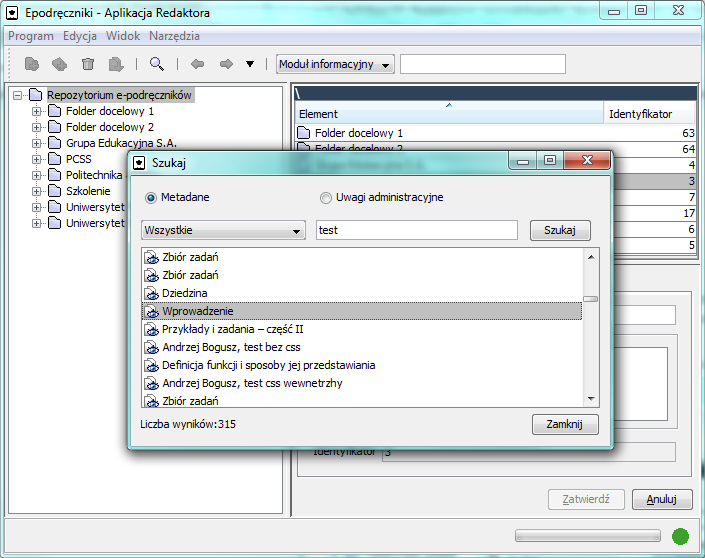 Epodręczniki - Aplikacja Redaktora
Program Edycja Widok Narzędzia
Moduł informacyjny
Repozytorium e-podręczników
Folder docelowy 1
Folder docelowy 2
Grupa Edukacyjna S.A.
PCSS
Politechnika
Szkolenie
Uniwersytet
Uniwersytet
\
Element Identyfikator
Folder docelowy 1 63
Folder docelowy 2 64
4
3
7
17
6
5
Szukaj
Metadane Uwagi administracyjne
Wszystkie test Szukaj
Zbiór zadań
Zbiór zadań
Dziedzina
Wprowadzenie
Przykłady i zadania – część II
Andrzej Bogusz, test bez css
Definicja funkcji i sposoby jej przedstawiania
Andrzej Bogusz, test css wewnetrzhy
Zbiór zadań
Liczba wyników:315 Zamknij
Identyfikator 3
Zatwierdź Anuluj